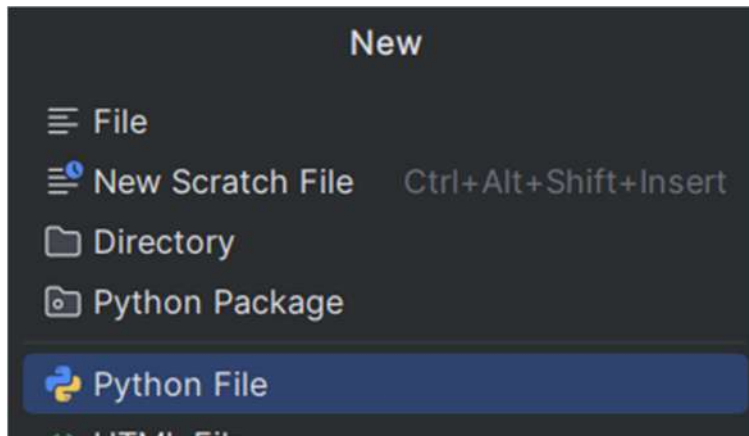 New
File
New Scratch File Ctrl+Alt+Shift+Insert
Directory
Python Package
Python File